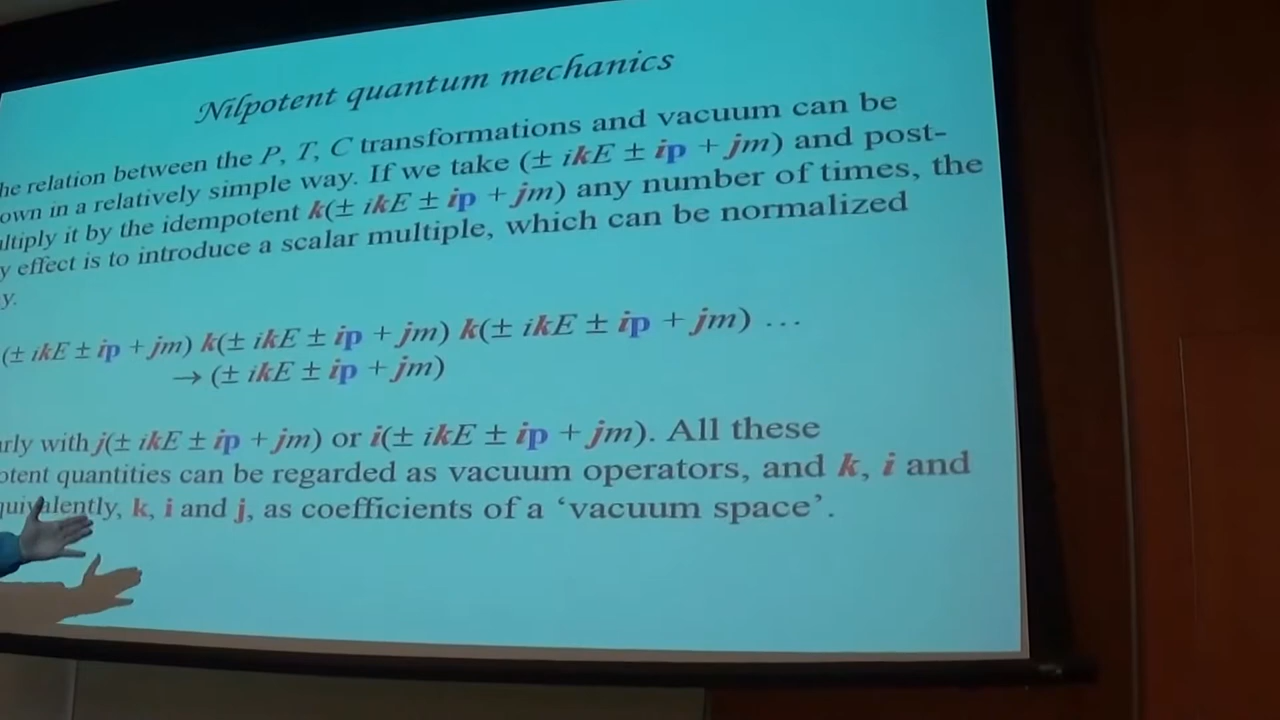 Nilpotent quantum mechanics
he relation between the P, T, C transformations and vacuum can be
own in a relatively simple way. If we take (± ikE ± ip + jm) and post-
ultiply it by the idempotent k(± ikE ± ip + jm) any number of times, the
y effect is to introduce a scalar multiple, which can be normalized
y.
(± ikE ± ip + jm) k(± ikE ± ip + jm) k(± ikE ± ip + jm) …
→ (± ikE ± ip + jm)
rly with j(± ikE ± ip + jm) or i(± ikE ± ip + jm). All these
otent quantities can be regarded as vacuum operators, and k, i and
quivalently, k, i and j, as coefficients of a ‘vacuum space’.